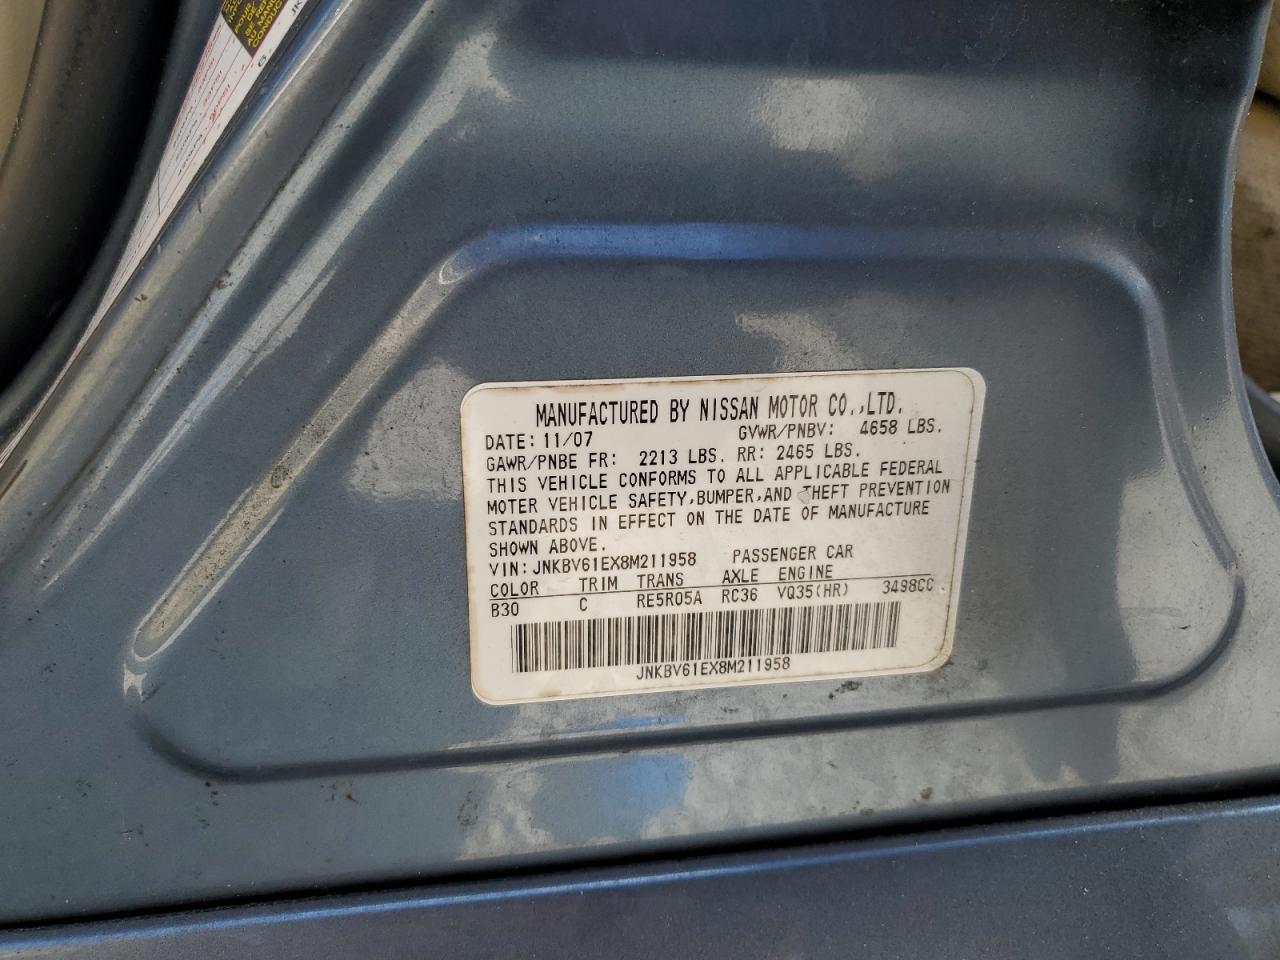 POUR
MANUFACTURED BY NISSAN MOTOR CO.,LTD.
DATE: 11/07 GVWR/PNBV: 4658 LBS.
GAWR/PNBE FR: 2213 LBS. RR: 2465 LBS.
THIS VEHICLE CONFORMS TO ALL APPLICABLE FEDERAL
MOTER VEHICLE SAFETY,BUMPER,AND THEFT PREVENTION
STANDARDS IN EFFECT ON THE DATE OF MANUFACTURE
SHOWN ABOVE.
VIN: JNKBV61EX8M211958 PASSENGER CAR
COLOR TRIM TRANS AXLE ENGINE
B30 C RE5R05A RC36 VQ35(HR) 3498CC
JNKBV61EX8M211958